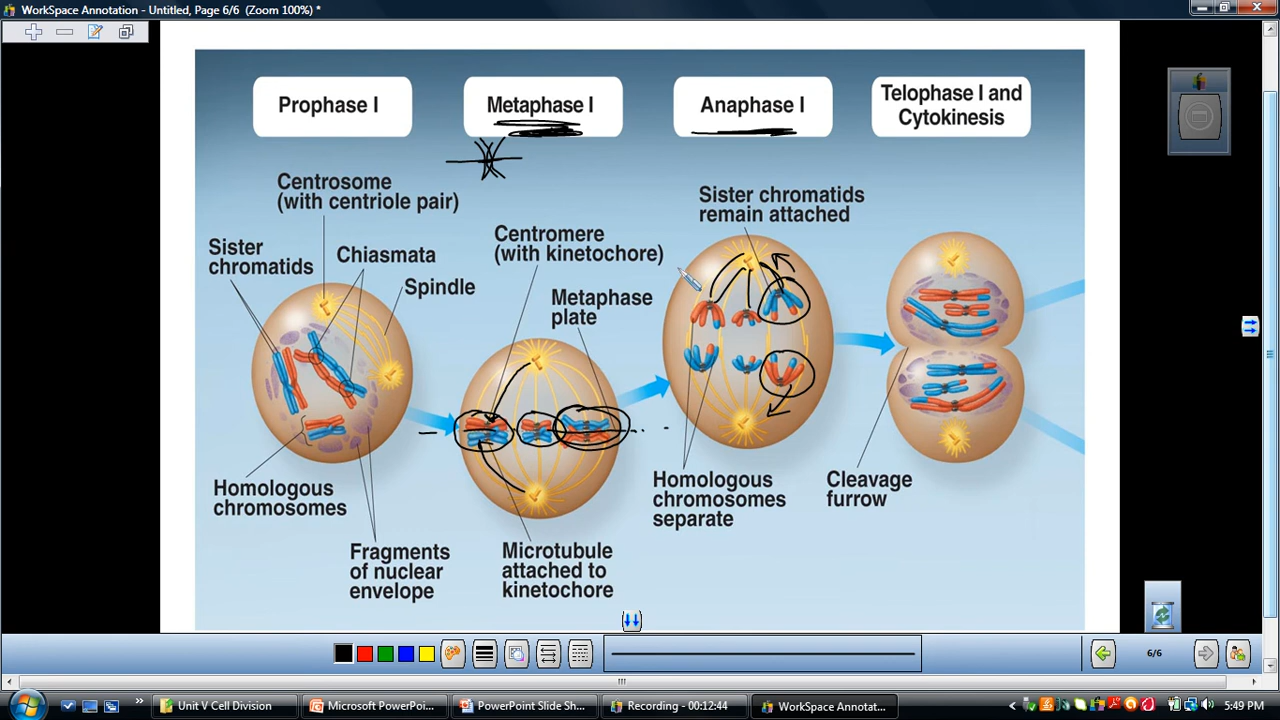 WorkSpace Annotation - Untitled, Page 6/6 (Zoom 100%) *
Prophase I
Metaphase I
Anaphase I
Telophase I and
Cytokinesis
Centrosome
(with centriole pair)
Sister
chromatids
Chiasmata
Spindle
Centromere
(with kinetochore)
Metaphase
plate
Sister chromatids
remain attached
Homologous
chromosomes
Fragments
of nuclear
envelope
Microtubule
attached to
kinetochore
Homologous
chromosomes
separate
Cleavage
furrow
6/6
Unit V Cell Division
Microsoft PowerPoi...
PowerPoint Slide Sh...
Recording - 00:12:44
WorkSpace Annotat...
5:49 PM